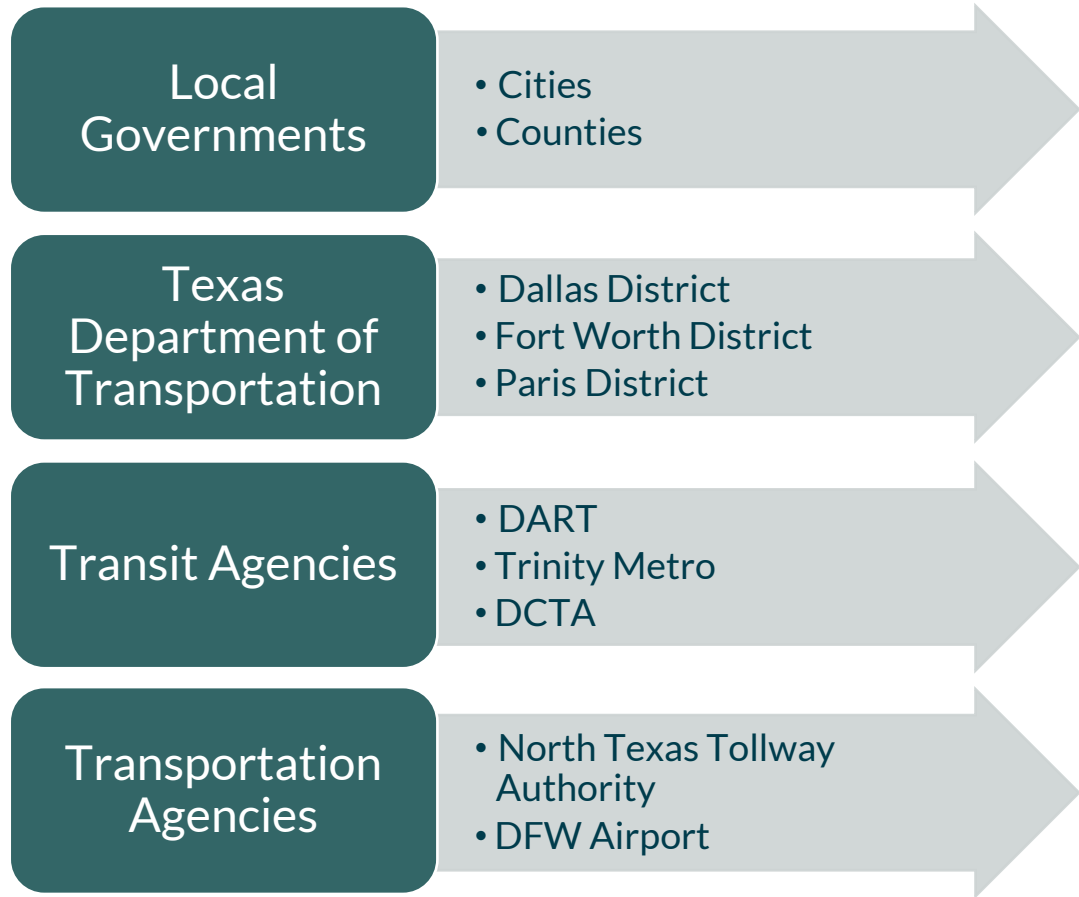 Local
Governments
• Cities
• Counties
Texas
Department of
Transportation
• Dallas District
• Fort Worth District
• Paris District
Transit Agencies
• DART
• Trinity Metro
• DCTA
Transportation
Agencies
• North Texas Tollway
Authority
• DFW Airport